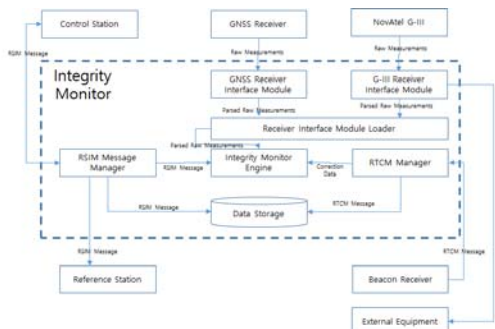 Control Station
GNSS Receiver
NovAtel G-III
RSIM Message
Raw Measurements
Raw Measurements
Integrity
Monitor
GNSS Receiver
Interface Module
G-III Receiver
Interface Module
Parsed Raw Measurements
Parsed Raw Measurements
Receiver Interface Module Loader
Parsed Raw Measurements
RSIM Message
Manager
RSIM Message
Integrity Monitor
Engine
Correction
Data
RTCM Manager
RSIM Message
RTCM Message
Data Storage
RSIM Message
RTCM Message
Reference Station
Beacon Receiver
External Equipment